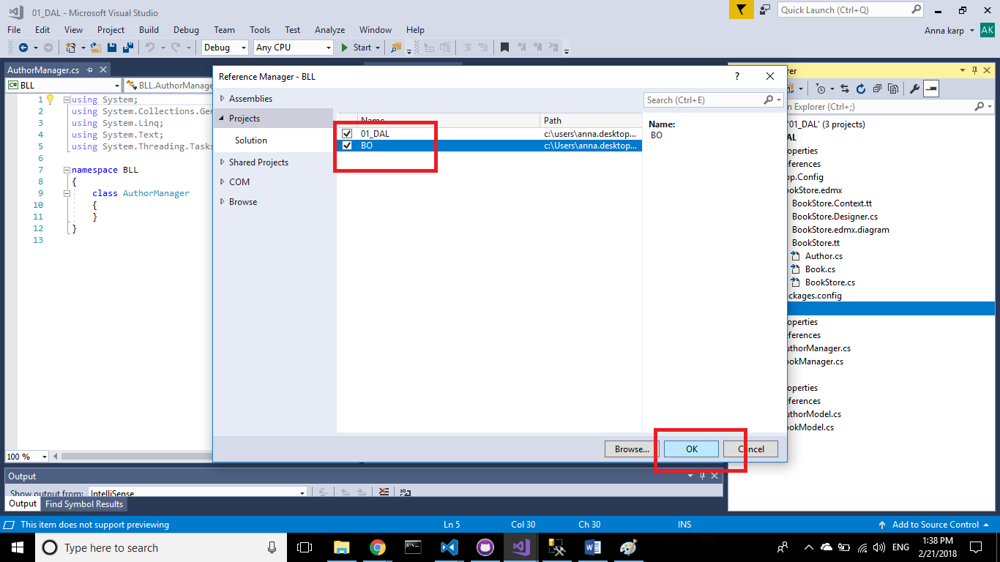 01_DAL - Microsoft Visual Studio
Quick Launch (Ctrl+Q)
File Edit View Project Build Debug Team Tools Test Analyze Window Help
Anna karp AK
Debug Any CPU Start
AuthorManager.cs
C# BLL BLL.AuthorManage
1 using System;
2 using System.Collections.Ger
3 using System.Linq;
4 using System.Text;
5 using System.Threading.Tasks
6
7 namespace BLL
8 {
9 class AuthorManager
10 {
11 }
12 }
13
100 %
Reference Manager - BLL
? 
Assemblies
Projects
Solution
Shared Projects
COM
Browse
Search (Ctrl+E)
Name Path
01_DAL c:\users\anna.desktop...
BO c:\Users\anna.desktop...
Name:
BO
Browse... OK Cancel
rer
n Explorer (Ctrl+;)
'01_DAL' (3 projects)
AL
operties
eferences
pp.Config
ookStore.edmx
BookStore.Context.tt
BookStore.Designer.cs
BookStore.edmx.diagram
BookStore.tt
Author.cs
Book.cs
BookStore.cs
ackages.config
operties
eferences
uthorManager.cs
ookManager.cs
operties
eferences
uthorModel.cs
ookModel.cs
Output
Show output from: IntelliSense
Output Find Symbol Results
This item does not support previewing Ln 5 Col 30 Ch 30 INS Add to Source Control
Type here to search
ENG
1:38 PM
2/21/2018